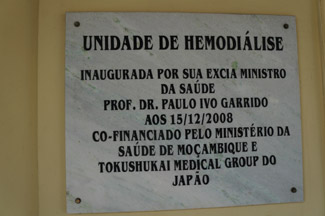 UNIDADE DE HEMODIÁLISE
INAUGURADA POR SUA EXCIA MINISTRO
DA SAÚDE
PROF. DR. PAULO IVO GARRIDO
AOS 15/12/2008
CO-FINANCIADO PELO MINISTÉRIO DA
SAÚDE DE MOÇAMBIQUE E
TOKUSHUKAI MEDICAL GROUP DO
JAPÃO